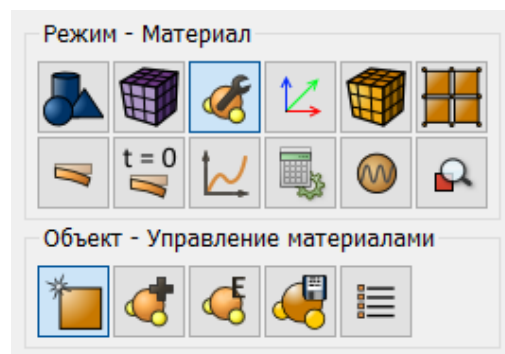 Режим - Материал
t = 0
Объект - Управление материалами
E